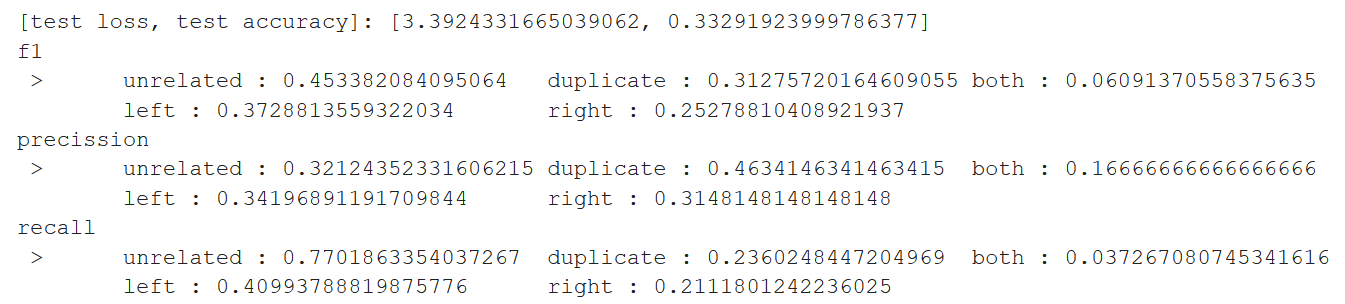 [test loss, test accuracy]: [3.3924331665039062, 0.33291923999786377]
f1
> unrelated : 0.453382084095064 duplicate : 0.31275720164609055 both : 0.06091370558375635
left : 0.3728813559322034 right : 0.25278810408921937
precission
> unrelated : 0.32124352331606215 duplicate : 0.4634146341463415 both : 0.16666666666666666
left : 0.34196891191709844 right : 0.3148148148148148
recall
> unrelated : 0.7701863354037267 duplicate : 0.2360248447204969 both : 0.037267080745341616
left : 0.40993788819875776 right : 0.2111801242236025